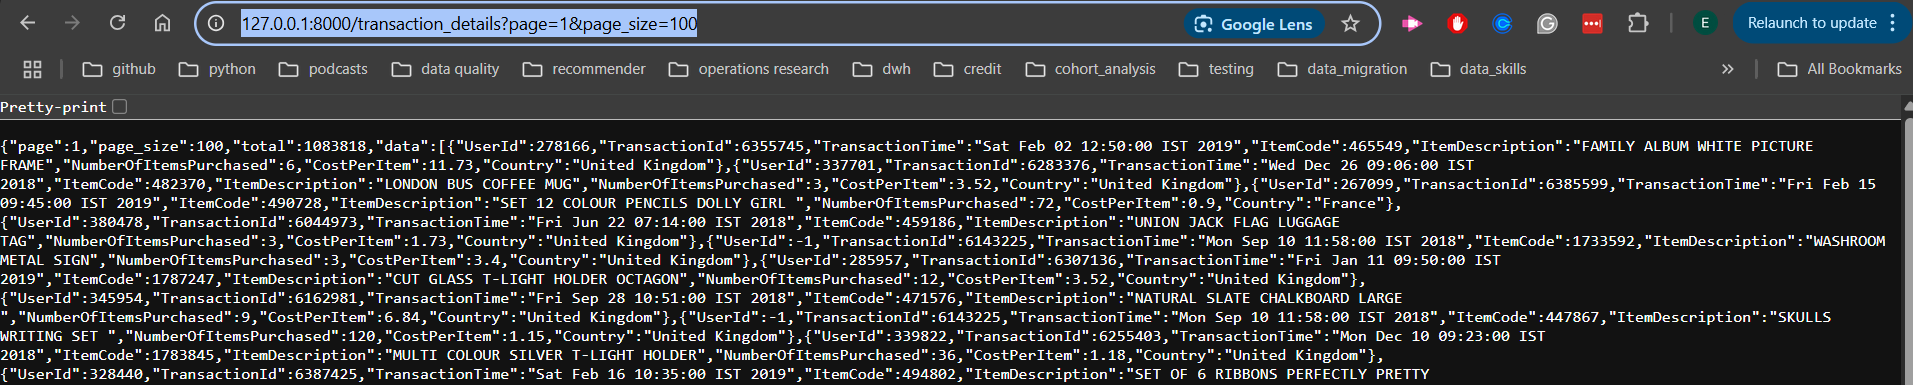 127.0.0.1:8000/transaction_details?page=1&page_size=100
Google Lens
E
Relaunch to update
github
python
podcasts
data quality
recommender
operations research
dwh
credit
cohort_analysis
testing
data_migration
data_skills
»
All Bookmarks
Pretty-print
{"page":1,"page_size":100,"total":1083818,"data":[{"UserId":278166,"TransactionId":6355745,"TransactionTime":"Sat Feb 02 12:50:00 IST 2019","ItemCode":465549,"ItemDescription":"FAMILY ALBUM WHITE PICTURE
FRAME","NumberOfItemsPurchased":6,"CostPerItem":11.73,"Country":"United Kingdom"},{"UserId":337701,"TransactionId":6283376,"TransactionTime":"Wed Dec 26 09:06:00 IST
2018","ItemCode":482370,"ItemDescription":"LONDON BUS COFFEE MUG","NumberOfItemsPurchased":3,"CostPerItem":3.52,"Country":"United Kingdom"},{"UserId":267099,"TransactionId":6385599,"TransactionTime":"Fri Feb 15
09:45:00 IST 2019","ItemCode":490728,"ItemDescription":"SET 12 COLOUR PENCILS DOLLY GIRL ","NumberOfItemsPurchased":72,"CostPerItem":0.9,"Country":"France"},
{"UserId":380478,"TransactionId":6044973,"TransactionTime":"Fri Jun 22 07:14:00 IST 2018","ItemCode":459186,"ItemDescription":"UNION JACK FLAG LUGGAGE
TAG","NumberOfItemsPurchased":3,"CostPerItem":1.73,"Country":"United Kingdom"},{"UserId":-1,"TransactionId":6143225,"TransactionTime":"Mon Sep 10 11:58:00 IST 2018","ItemCode":1733592,"ItemDescription":"WASHROOM
METAL SIGN","NumberOfItemsPurchased":3,"CostPerItem":3.4,"Country":"United Kingdom"},{"UserId":285957,"TransactionId":6307136,"TransactionTime":"Fri Jan 11 09:50:00 IST
2019","ItemCode":1787247,"ItemDescription":"CUT GLASS T-LIGHT HOLDER OCTAGON","NumberOfItemsPurchased":12,"CostPerItem":3.52,"Country":"United Kingdom"},
{"UserId":345954,"TransactionId":6162981,"TransactionTime":"Fri Sep 28 10:51:00 IST 2018","ItemCode":471576,"ItemDescription":"NATURAL SLATE CHALKBOARD LARGE
","NumberOfItemsPurchased":9,"CostPerItem":6.84,"Country":"United Kingdom"},{"UserId":-1,"TransactionId":6143225,"TransactionTime":"Mon Sep 10 11:58:00 IST 2018","ItemCode":447867,"ItemDescription":"SKULLS
WRITING SET ","NumberOfItemsPurchased":120,"CostPerItem":1.15,"Country":"United Kingdom"},{"UserId":339822,"TransactionId":6255403,"TransactionTime":"Mon Dec 10 09:23:00 IST
2018","ItemCode":1783845,"ItemDescription":"MULTI COLOUR SILVER T-LIGHT HOLDER","NumberOfItemsPurchased":36,"CostPerItem":1.18,"Country":"United Kingdom"},
{"UserId":328440,"TransactionId":6387425,"TransactionTime":"Sat Feb 16 10:35:00 IST 2019","ItemCode":494802,"ItemDescription":"SET OF 6 RIBBONS PERFECTLY PRETTY